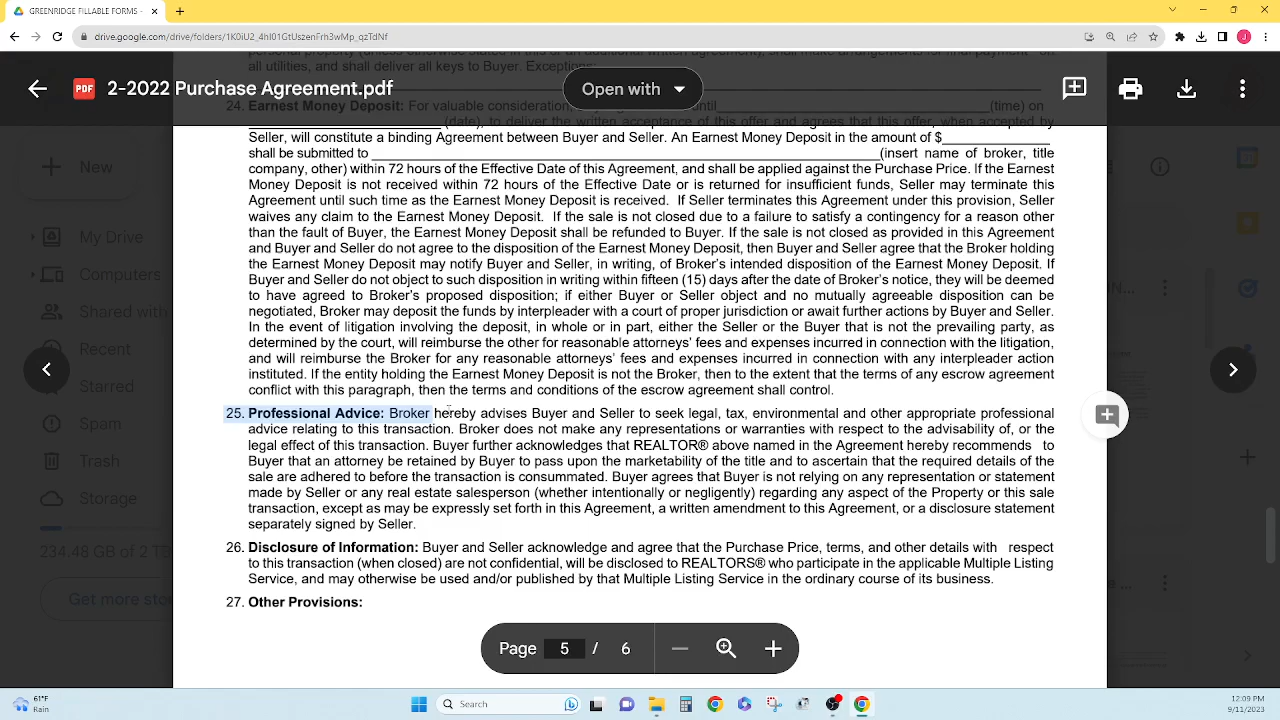 GREENRIDGE FILLABLE FORMS -
drive.google.com/drive/folders/1K0iU2_4hI01GtUszenFrh3wMp_qzTdNf
personal property (unless otherwise stated in an additional written agreement), shall make arrangements for final payment on
all utilities, and shall deliver all keys to Buyer. Exceptions:
2-2022 Purchase Agreement.pdf
Open with
24. Earnest Money Deposit: For valuable consideration, until (time) on
(date), to deliver the written acceptance of this offer and agrees that this offer, when accepted by
Seller, will constitute a binding Agreement between Buyer and Seller. An Earnest Money Deposit in the amount of $
shall be submitted to (insert name of broker, title
company, other) within 72 hours of the Effective Date of this Agreement, and shall be applied against the Purchase Price. If the Earnest
Money Deposit is not received within 72 hours of the Effective Date or is returned for insufficient funds, Seller may terminate this
Agreement until such time as the Earnest Money Deposit is received. If Seller terminates this Agreement under this provision, Seller
waives any claim to the Earnest Money Deposit. If the sale is not closed due to a failure to satisfy a contingency for a reason other
than the fault of Buyer, the Earnest Money Deposit shall be refunded to Buyer. If the sale is not closed as provided in this Agreement
and Buyer and Seller do not agree to the disposition of the Earnest Money Deposit, then Buyer and Seller agree that the Broker holding
the Earnest Money Deposit may notify Buyer and Seller, in writing, of Broker's intended disposition of the Earnest Money Deposit. If
Buyer and Seller do not object to such disposition in writing within fifteen (15) days after the date of Broker's notice, they will be deemed
to have agreed to Broker's proposed disposition; if either Buyer or Seller object and no mutually agreeable disposition can be
negotiated, Broker may deposit the funds by interpleader with a court of proper jurisdiction or await further actions by Buyer and Seller.
In the event of litigation involving the deposit, in whole or in part, either the Seller or the Buyer that is not the prevailing party, as
determined by the court, will reimburse the other for reasonable attorneys' fees and expenses incurred in connection with the litigation,
and will reimburse the Broker for any reasonable attorneys' fees and expenses incurred in connection with any interpleader action
instituted. If the entity holding the Earnest Money Deposit is not the Broker, then to the extent that the terms of any escrow agreement
conflict with this paragraph, then the terms and conditions of the escrow agreement shall control.
25. Professional Advice: Broker hereby advises Buyer and Seller to seek legal, tax, environmental and other appropriate professional
advice relating to this transaction. Broker does not make any representations or warranties with respect to the advisability of, or the
legal effect of this transaction. Buyer further acknowledges that REALTOR® above named in the Agreement hereby recommends to
Buyer that an attorney be retained by Buyer to pass upon the marketability of the title and to ascertain that the required details of the
sale are adhered to before the transaction is consummated. Buyer agrees that Buyer is not relying on any representation or statement
made by Seller or any real estate salesperson (whether intentionally or negligently) regarding any aspect of the Property or this sale
transaction, except as may be expressly set forth in this Agreement, a written amendment to this Agreement, or a disclosure statement
separately signed by Seller.
26. Disclosure of Information: Buyer and Seller acknowledge and agree that the Purchase Price, terms, and other details with respect
to this transaction (when closed) are not confidential, will be disclosed to REALTORS® who participate in the applicable Multiple Listing
Service, and may otherwise be used and/or published by that Multiple Listing Service in the ordinary course of its business.
27. Other Provisions:
New
My Drive
Computers
Shared with
Recent
Starred
Spam
Trash
Storage
234.48 GB of 2 T
Get more sto
Page 5 / 6
61°F
Rain
Search
12:09 PM
9/11/2023